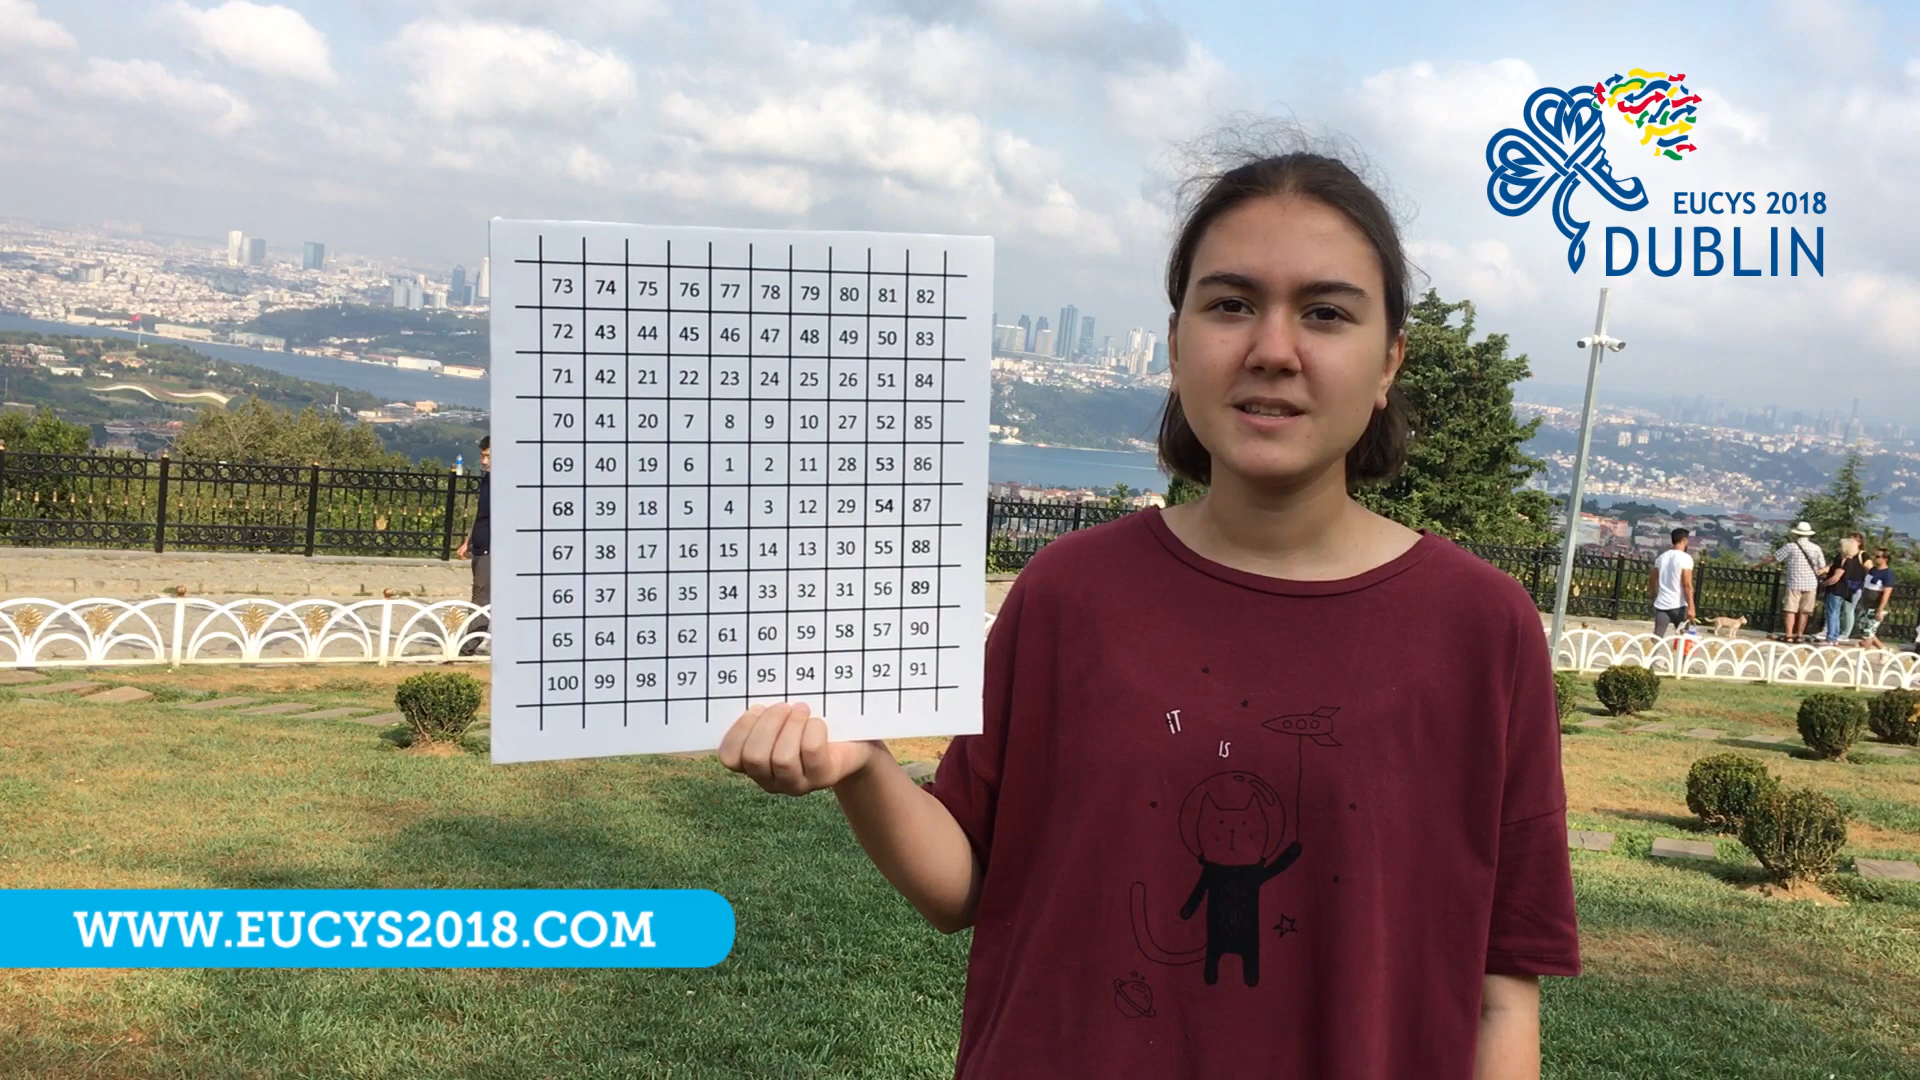 EUCYS 2018
DUBLIN
73 74 75 76 77 78 79 80 81 82
72 43 44 45 46 47 48 49 50 83
71 42 21 22 23 24 25 26 51 84
70 41 20 7 8 9 10 27 52 85
69 40 19 6 1 2 11 28 53 86
68 39 18 5 4 3 12 29 54 87
67 38 17 16 15 14 13 30 55 88
66 37 36 35 34 33 32 31 56 89
65 64 63 62 61 60 59 58 57 90
100 99 98 97 96 95 94 93 92 91
IT
IS
WWW.EUCYS2018.COM